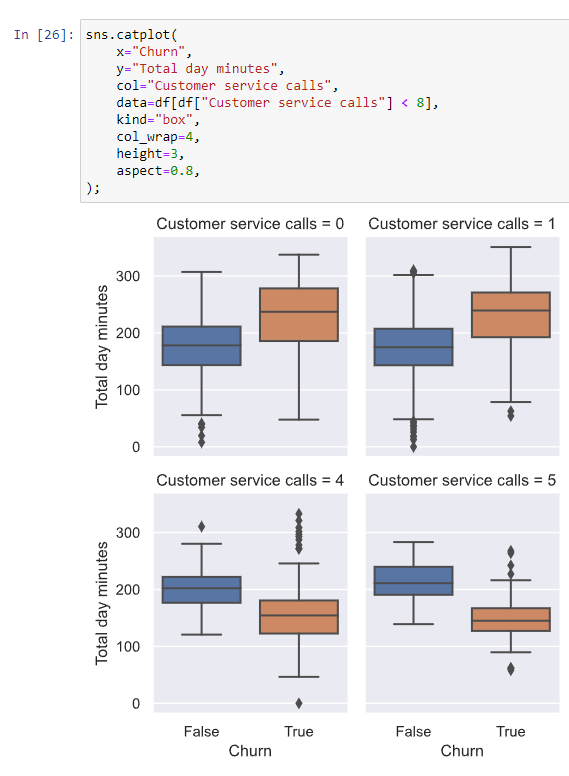 In [26]: sns.catplot(
x="Churn",
y="Total day minutes",
col="Customer service calls",
data=df[df["Customer service calls"] < 8],
kind="box",
col_wrap=4,
height=3,
aspect=0.8,
);
Customer service calls = 0
Customer service calls = 1
Total day minutes
300
200
100
0
Customer service calls = 4
Customer service calls = 5
Total day minutes
300
200
100
0
False
True
False
True
Churn
Churn